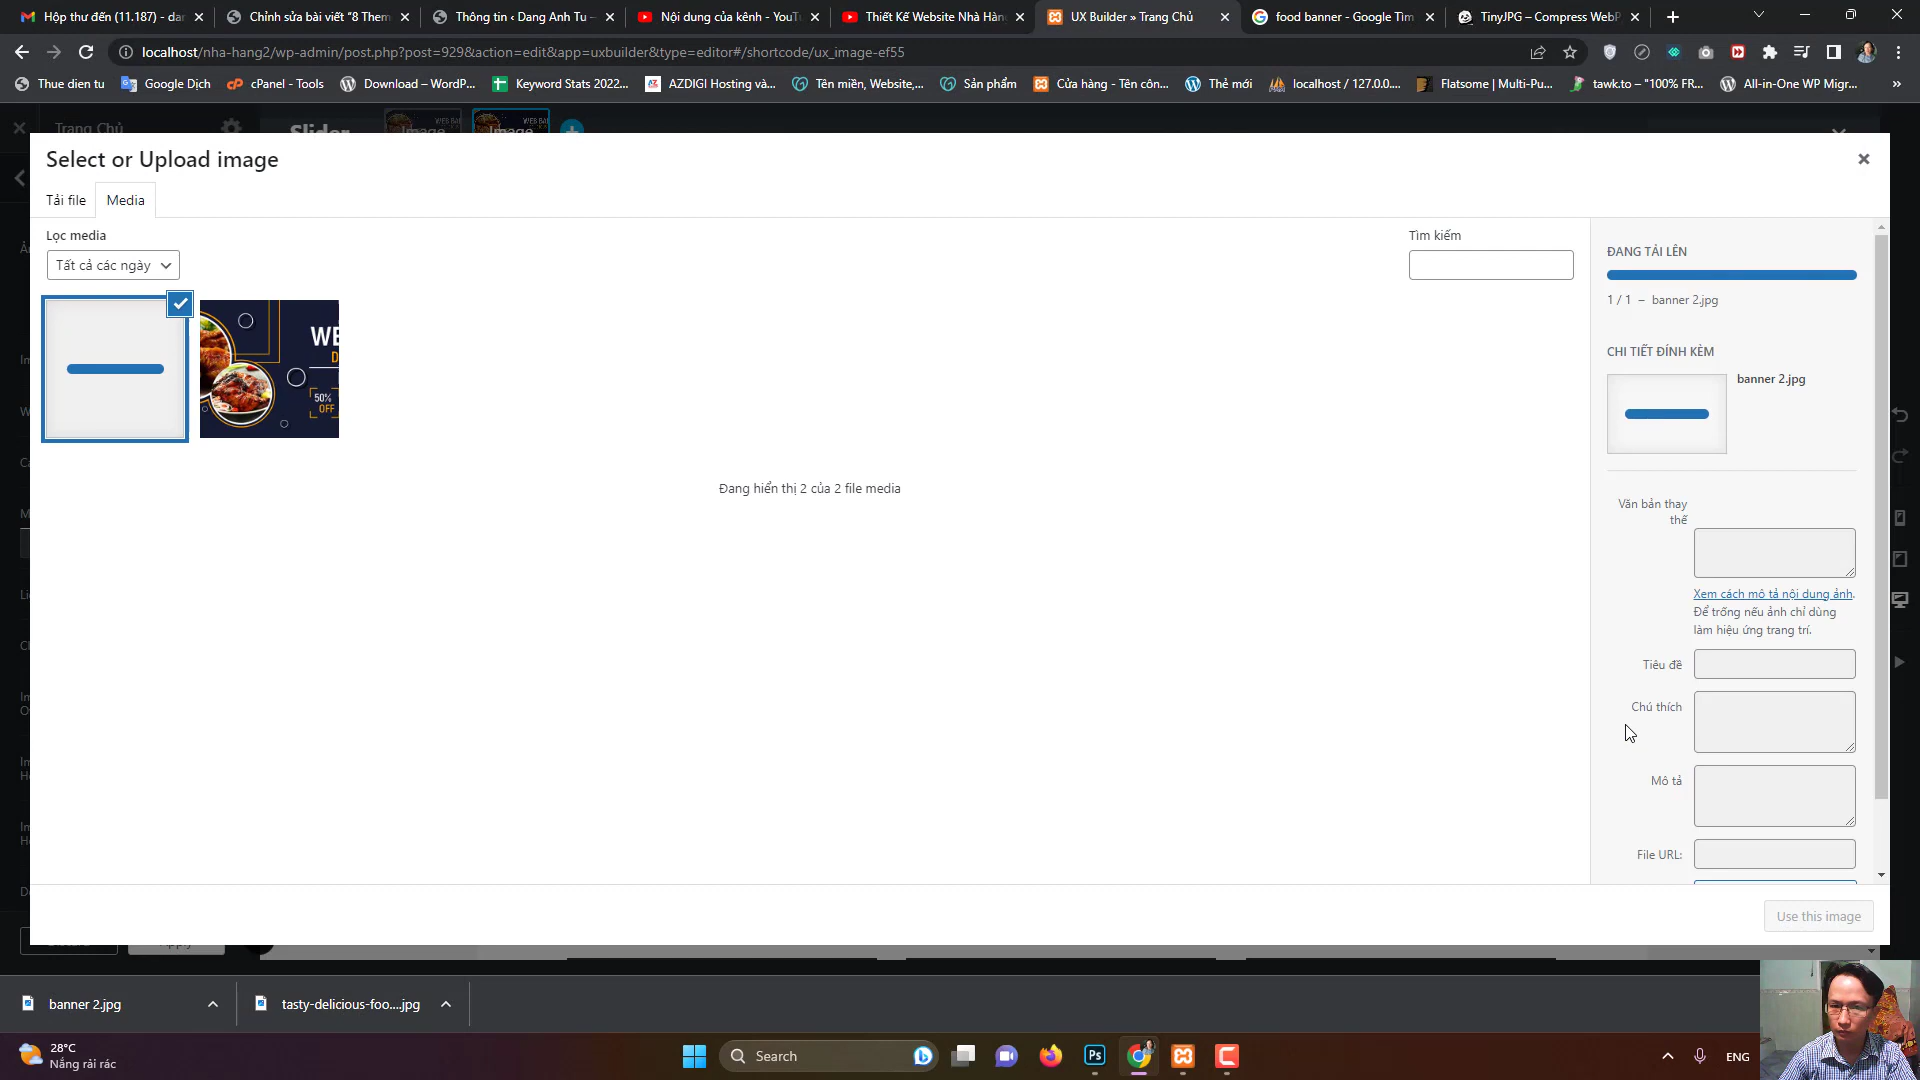 Hộp thư đến (11.187) - dar
Chỉnh sửa bài viết "8 Them
Thông tin ‹ Dang Anh Tu –
Nội dung của kênh - YouTu
Thiết Kế Website Nhà Hàn
UX Builder » Trang Chủ
food banner - Google Tìm
TinyJPG – Compress WebP
localhost/nha-hang2/wp-admin/post.php?post=929&action=edit&app=uxbuilder&type=editor#/shortcode/ux_image-ef55
Thue dien tu
Google Dịch
cPanel - Tools
Download – WordP...
Keyword Stats 2022...
AZDIGI Hosting và...
Tên miền, Website,...
Sản phẩm
Cửa hàng - Tên côn...
Thẻ mới
localhost / 127.0.0....
Flatsome | Multi-Pu...
tawk.to – "100% FR...
All-in-One WP Migr...
»
Trang Chủ
Slider
Image
Image
Select or Upload image
Tải file
Media
Lọc media
Tất cả các ngày
Tìm kiếm
50%
OFF
Đang hiển thị 2 của 2 file media
ĐANG TẢI LÊN
1 / 1 – banner 2.jpg
CHI TIẾT ĐÍNH KÈM
banner 2.jpg
Văn bản thay
thế
Xem cách mô tả nội dung ảnh.
Để trống nếu ảnh chỉ dùng
làm hiệu ứng trang trí.
Tiêu đề
Chú thích
Mô tả
File URL:
Use this image
Apply
banner 2.jpg
tasty-delicious-foo....jpg
28°C
Nắng rải rác
Search
ENG